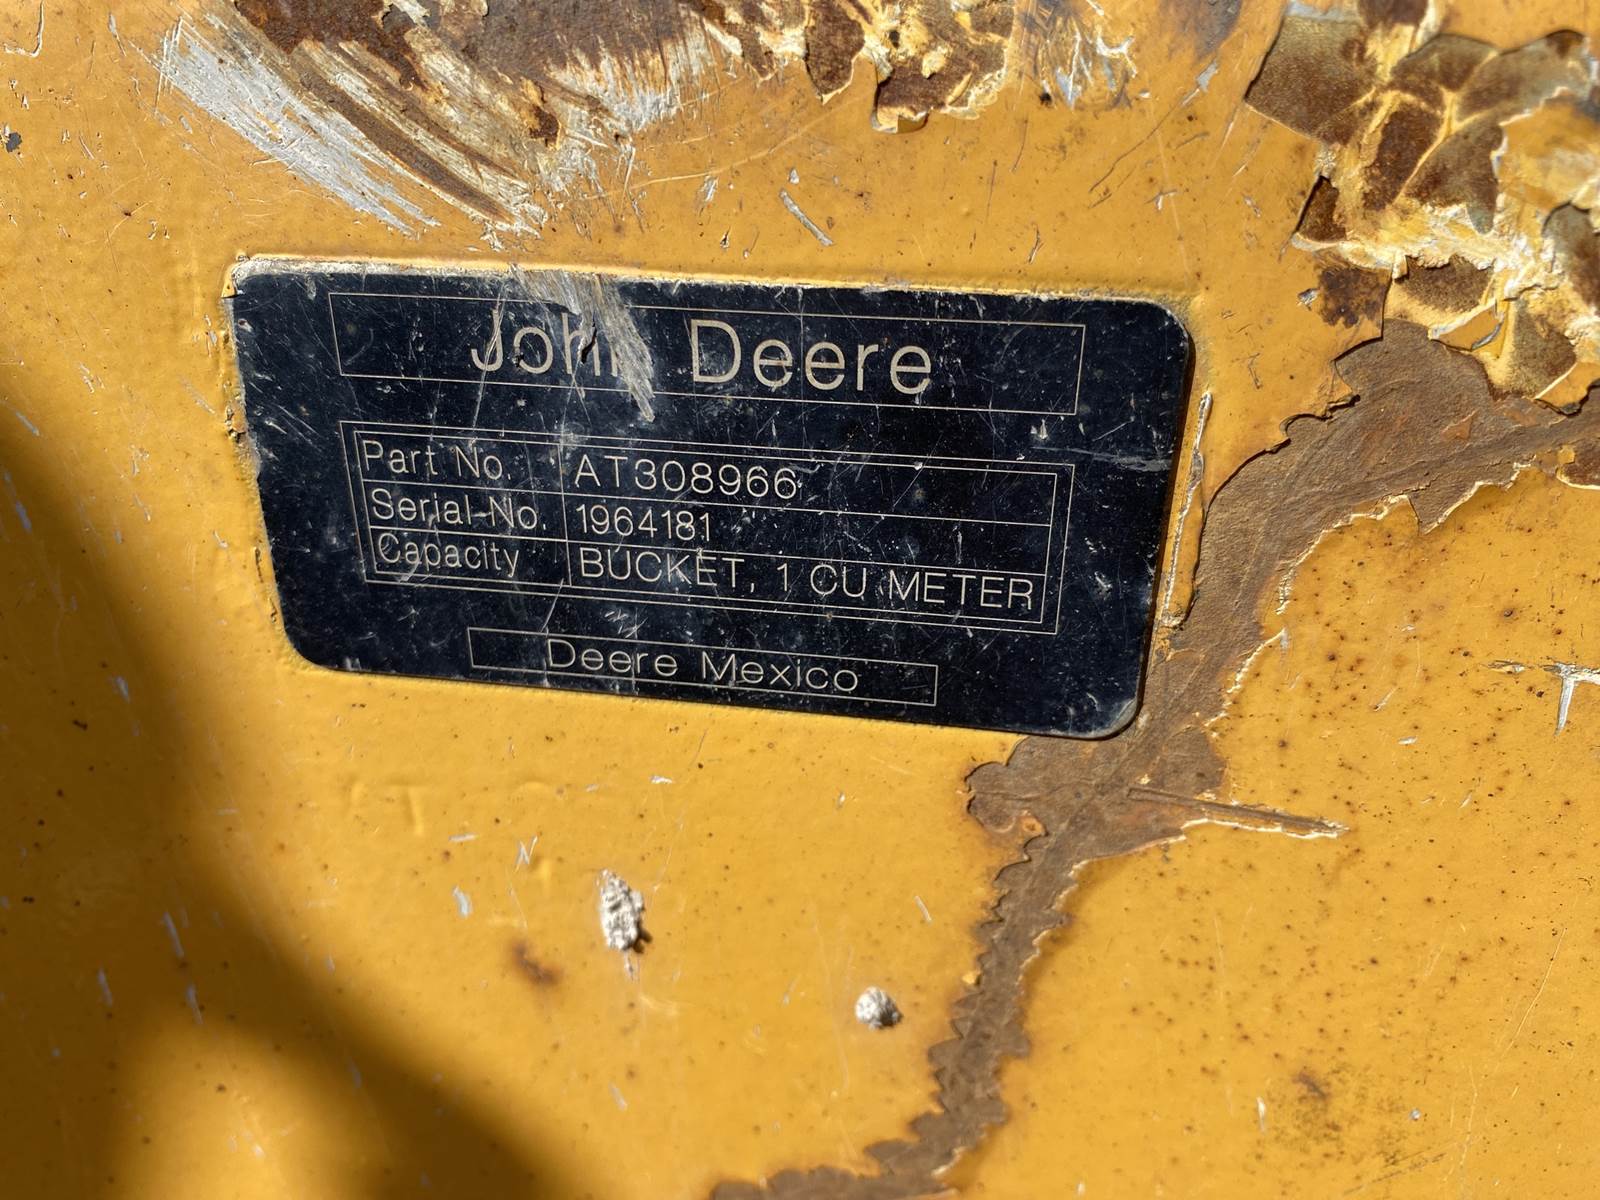 John Deere
Part No. AT308966
Serial No. 1964181
Capacity BUCKET, 1 CU METER
Deere Mexico